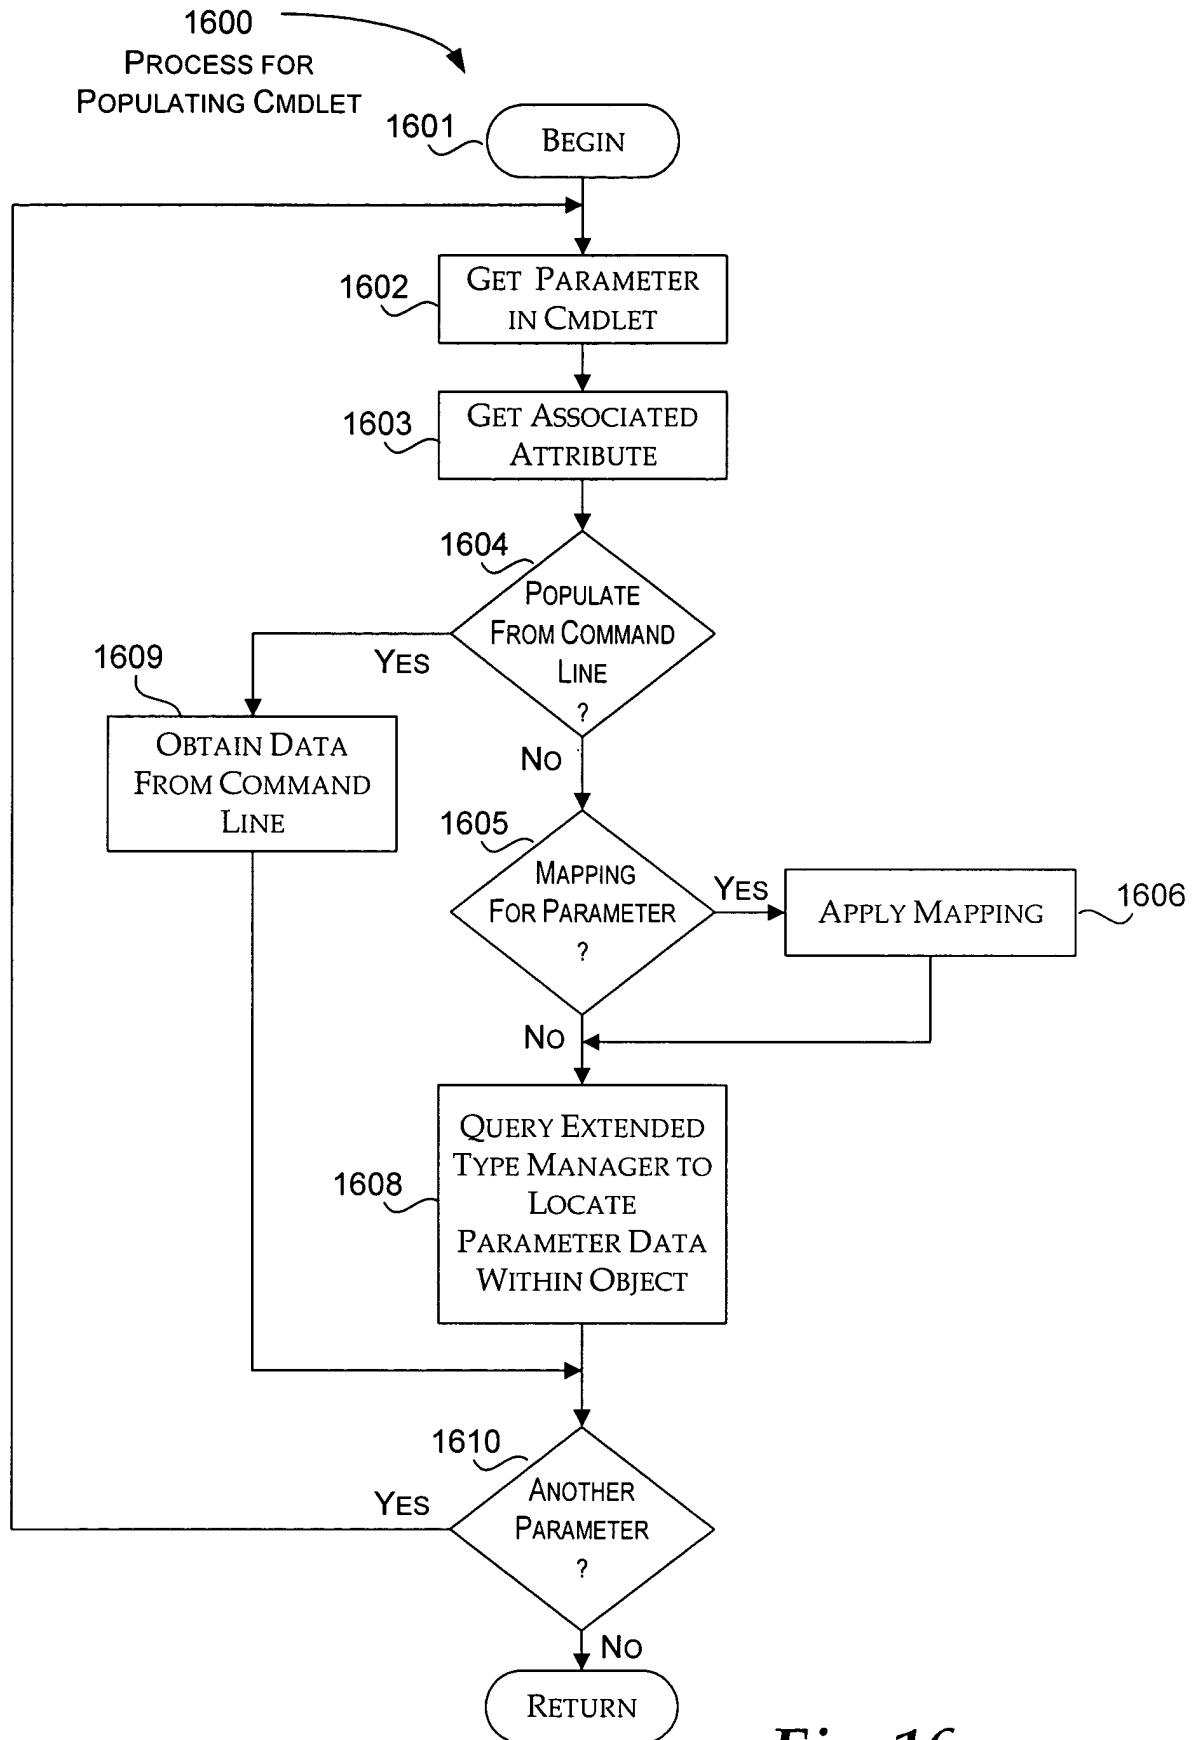 1600
PROCESS FOR
POPULATING CMDLET
1601
BEGIN
1602
GET PARAMETER
IN CMDLET
1603
GET ASSOCIATED
ATTRIBUTE
1604
POPULATE
FROM COMMAND
LINE
?
YES
1609
OBTAIN DATA
FROM COMMAND
LINE
NO
1605
MAPPING
FOR PARAMETER
?
YES
APPLY MAPPING
1606
NO
1608
QUERY EXTENDED
TYPE MANAGER TO
LOCATE
PARAMETER DATA
WITHIN OBJECT
1610
ANOTHER
PARAMETER
?
YES
NO
RETURN
Fig. 16